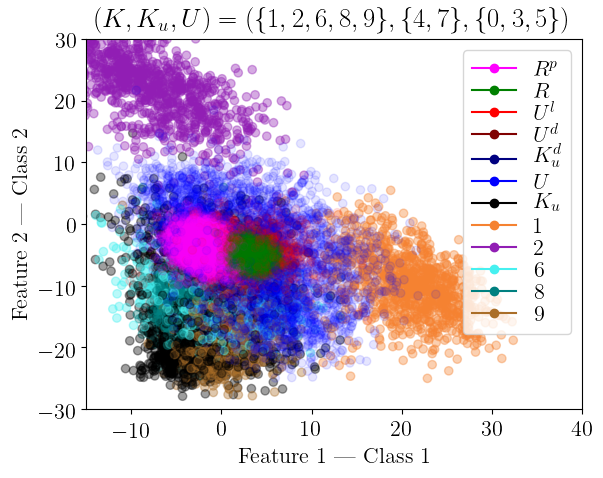 (K, K_u, U) = ({1, 2, 6, 8, 9}, {4, 7}, {0, 3, 5})
30
20
10
0
−10
−20
−30
−10
0
10
20
30
40
Feature 2 — Class 2
Feature 1 — Class 1
R^p
R
U^l
U^d
K_u^d
U
K_u
1
2
6
8
9